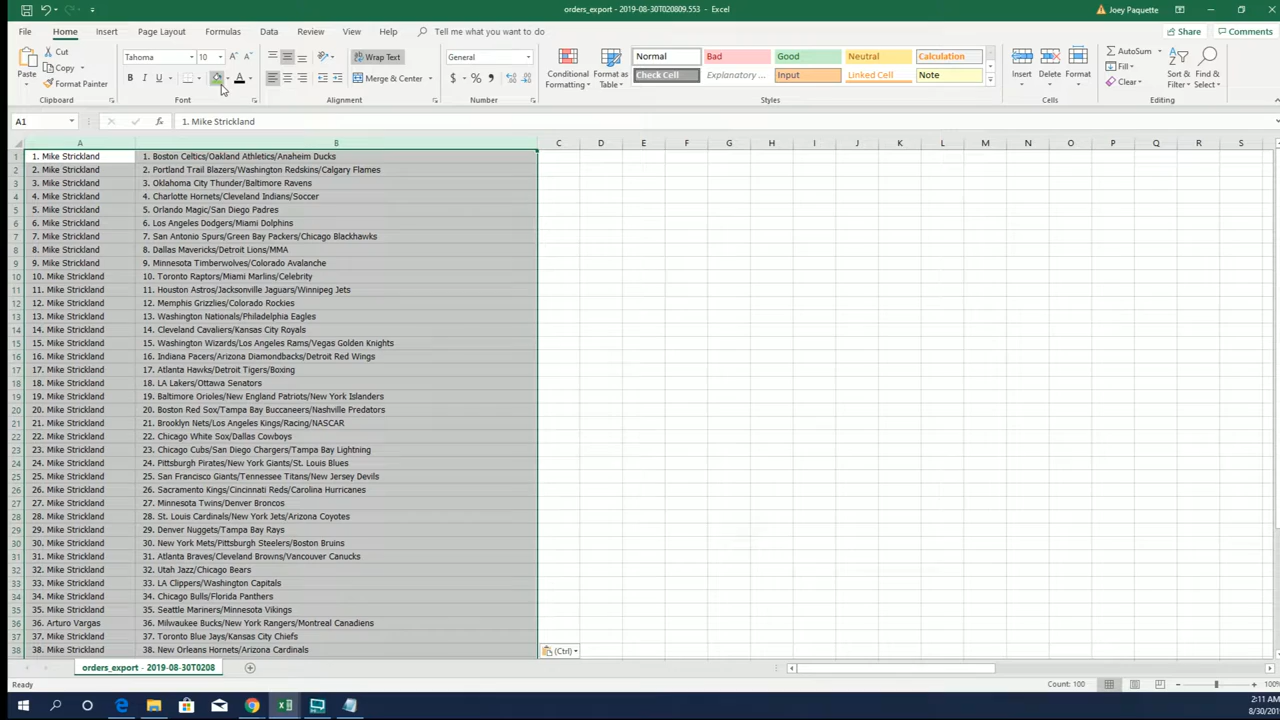 orders_export - 2019-08-30T020809.553 - Excel
Joey Paquette
File Home Insert Page Layout Formulas Data Review View Help Tell me what you want to do
Share Comments
Paste Cut Copy Format Painter Clipboard
Tahoma 10 A A B I U A Font
Wrap Text Merge & Center Alignment
General $ % , Number
Conditional Formatting Format as Table
Normal Bad Good Neutral Calculation
Check Cell Explanatory ... Input Linked Cell Note
Styles
Insert Delete Format Cells
AutoSum Fill Clear Sort & Filter Find & Select Editing
A1 fx 1. Mike Strickland
A B C D E F G H I J K L M N O P Q R S
1 1. Mike Strickland 1. Boston Celtics/Oakland Athletics/Anaheim Ducks
2 2. Mike Strickland 2. Portland Trail Blazers/Washington Redskins/Calgary Flames
3 3. Mike Strickland 3. Oklahoma City Thunder/Baltimore Ravens
4 4. Mike Strickland 4. Charlotte Hornets/Cleveland Indians/Soccer
5 5. Mike Strickland 5. Orlando Magic/San Diego Padres
6 6. Mike Strickland 6. Los Angeles Dodgers/Miami Dolphins
7 7. Mike Strickland 7. San Antonio Spurs/Green Bay Packers/Chicago Blackhawks
8 8. Mike Strickland 8. Dallas Mavericks/Detroit Lions/MMA
9 9. Mike Strickland 9. Minnesota Timberwolves/Colorado Avalanche
10 10. Mike Strickland 10. Toronto Raptors/Miami Marlins/Celebrity
11 11. Mike Strickland 11. Houston Astros/Jacksonville Jaguars/Winnipeg Jets
12 12. Mike Strickland 12. Memphis Grizzlies/Colorado Rockies
13 13. Mike Strickland 13. Washington Nationals/Philadelphia Eagles
14 14. Mike Strickland 14. Cleveland Cavaliers/Kansas City Royals
15 15. Mike Strickland 15. Washington Wizards/Los Angeles Rams/Vegas Golden Knights
16 16. Mike Strickland 16. Indiana Pacers/Arizona Diamondbacks/Detroit Red Wings
17 17. Mike Strickland 17. Atlanta Hawks/Detroit Tigers/Boxing
18 18. Mike Strickland 18. LA Lakers/Ottawa Senators
19 19. Mike Strickland 19. Baltimore Orioles/New England Patriots/New York Islanders
20 20. Mike Strickland 20. Boston Red Sox/Tampa Bay Buccaneers/Nashville Predators
21 21. Mike Strickland 21. Brooklyn Nets/Los Angeles Kings/Racing/NASCAR
22 22. Mike Strickland 22. Chicago White Sox/Dallas Cowboys
23 23. Mike Strickland 23. Chicago Cubs/San Diego Chargers/Tampa Bay Lightning
24 24. Mike Strickland 24. Pittsburgh Pirates/New York Giants/St. Louis Blues
25 25. Mike Strickland 25. San Francisco Giants/Tennessee Titans/New Jersey Devils
26 26. Mike Strickland 26. Sacramento Kings/Cincinnati Reds/Carolina Hurricanes
27 27. Mike Strickland 27. Minnesota Twins/Denver Broncos
28 28. Mike Strickland 28. St. Louis Cardinals/New York Jets/Arizona Coyotes
29 29. Mike Strickland 29. Denver Nuggets/Tampa Bay Rays
30 30. Mike Strickland 30. New York Mets/Pittsburgh Steelers/Boston Bruins
31 31. Mike Strickland 31. Atlanta Braves/Cleveland Browns/Vancouver Canucks
32 32. Mike Strickland 32. Utah Jazz/Chicago Bears
33 33. Mike Strickland 33. LA Clippers/Washington Capitals
34 34. Mike Strickland 34. Chicago Bulls/Florida Panthers
35 35. Mike Strickland 35. Seattle Mariners/Minnesota Vikings
36 36. Arturo Vargas 36. Milwaukee Bucks/New York Rangers/Montreal Canadiens
37 37. Mike Strickland 37. Toronto Blue Jays/Kansas City Chiefs
38 38. Mike Strickland 38. New Orleans Hornets/Arizona Cardinals
(Ctrl)
orders_export - 2019-08-30T0208
Ready Count: 100 100%
2:11 AM
8/30/20